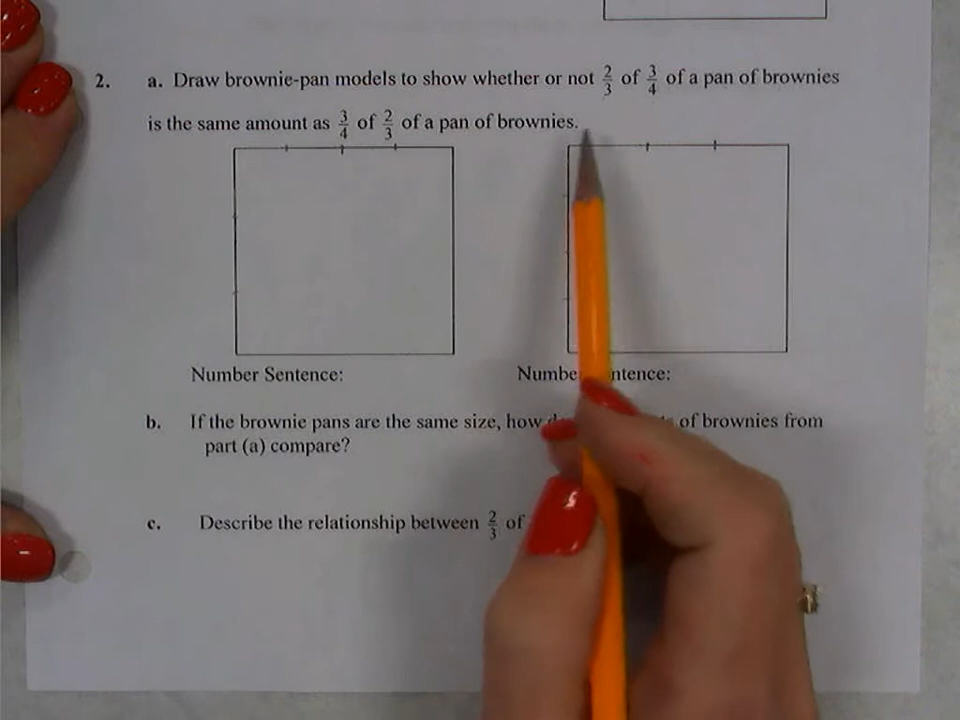 2. a. Draw brownie-pan models to show whether or not 2/3 of 3/4 of a pan of brownies
is the same amount as 3/4 of 2/3 of a pan of brownies.
Number Sentence: Numbe ntence:
b. If the brownie pans are the same size, how of brownies from
part (a) compare?
c. Describe the relationship between 2/3 of